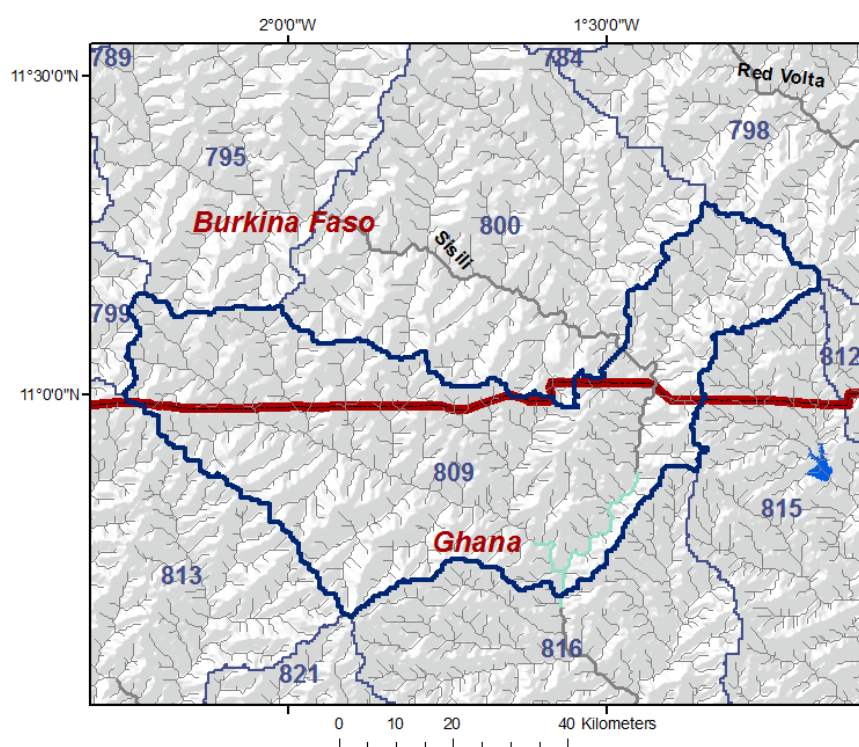 2°0'0"W
1°30'0"W
789
784
11°30'0"N
Red Volta
798
795
Burkina Faso
800
Sisili
799
812
11°0'0"N
809
815
Ghana
813
816
821
0 10 20 40 Kilometers